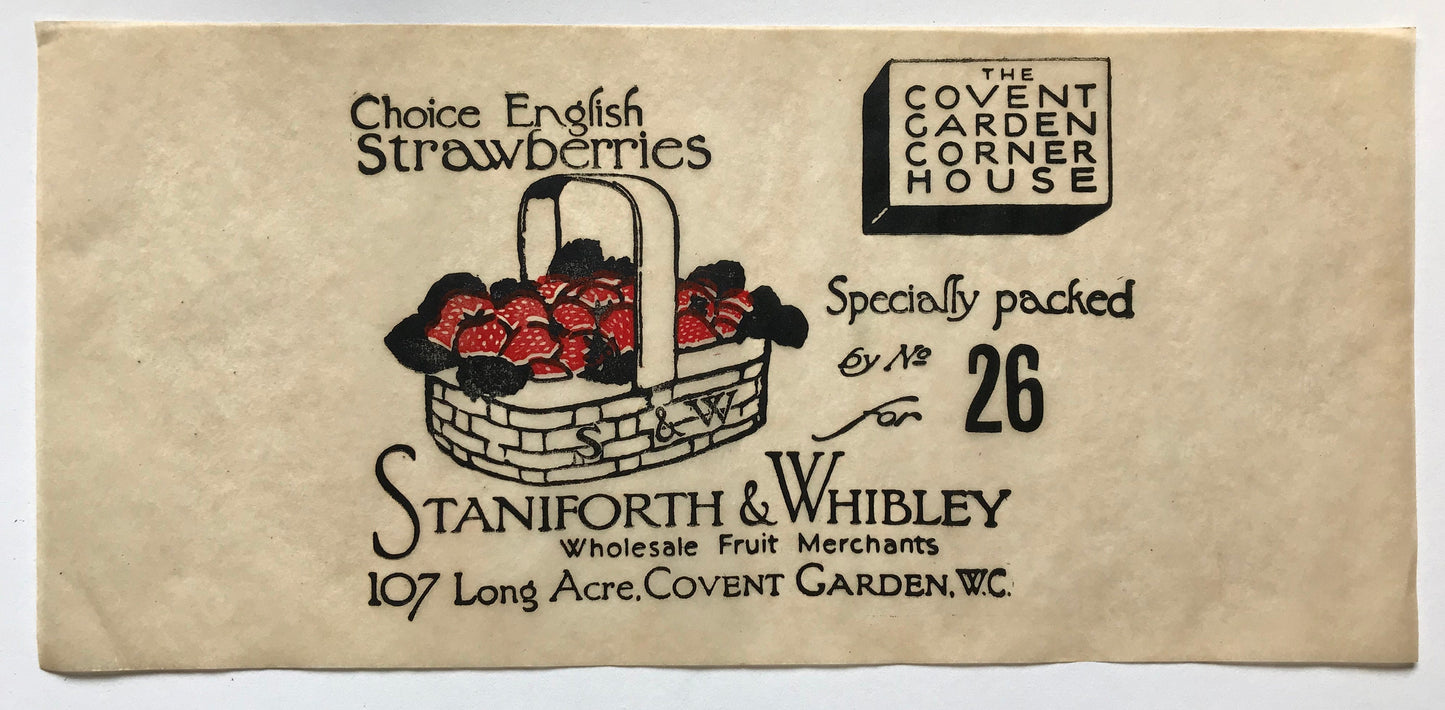 Choice English
Strawberries
THE
COVENT
GARDEN
CORNER
HOUSE
Specially packed
by Nº 26
for
S & W
STANIFORTH & WHIBLEY
Wholesale Fruit Merchants
107 Long Acre, COVENT GARDEN, W.C.